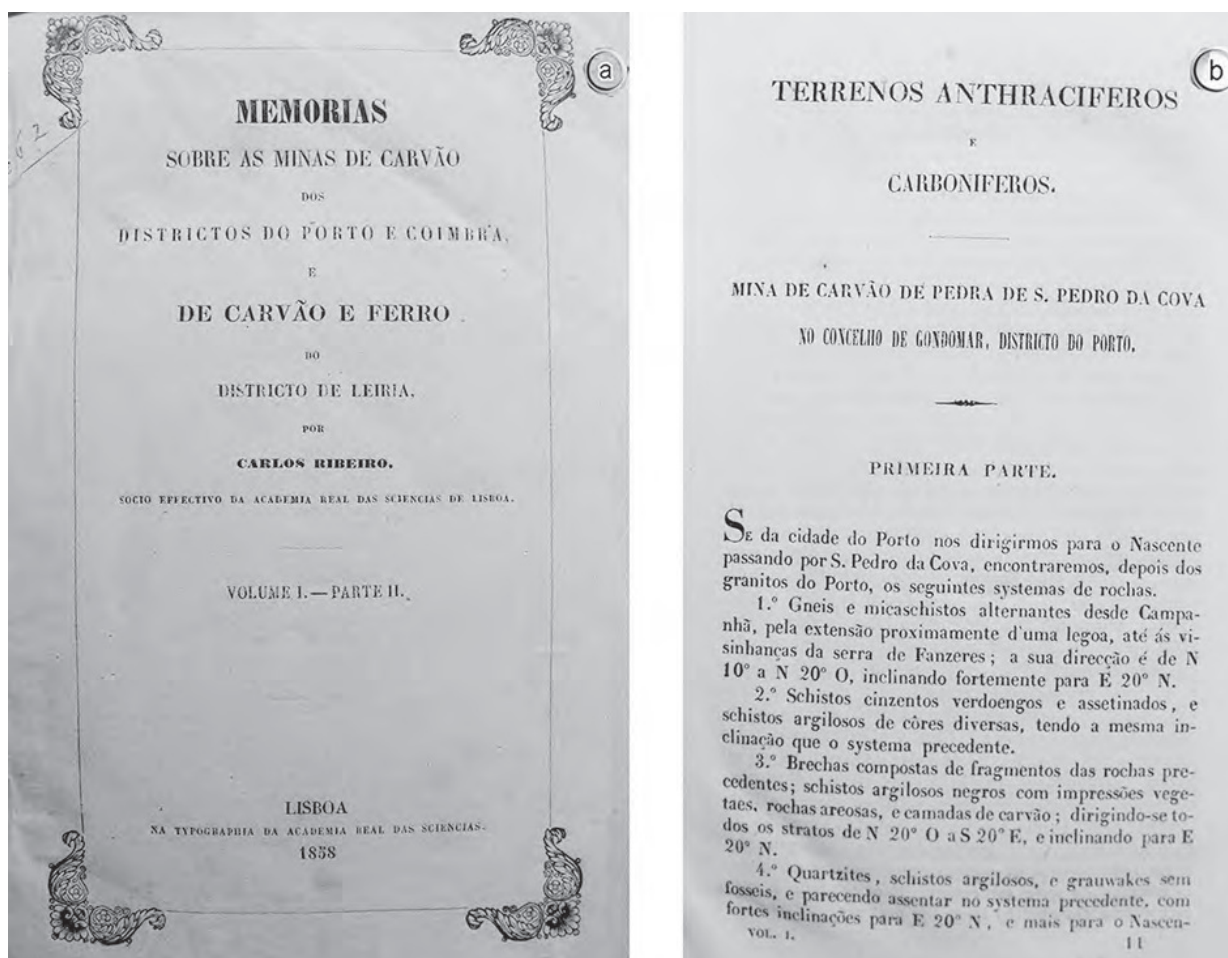 a
MEMORIAS
SOBRE AS MINAS DE CARVÃO
DOS
DISTRICTOS DO PORTO E COIMBRA,
E
DE CARVÃO E FERRO
DO
DISTRICTO DE LEIRIA,
POR
CARLOS RIBEIRO.
SOCIO EFFECTIVO DA ACADEMIA REAL DAS SCIENCIAS DE LISBOA.
VOLUME I.—PARTE II.
LISBOA
NA TYPOGRAPHIA DA ACADEMIA REAL DAS SCIENCIAS.
1858
b
TERRENOS ANTHRACIFEROS
E
CARBONIFEROS.
MINA DE CARVÃO DE PEDRA DE S. PEDRO DA COVA
NO CONCELHO DE GONDOMAR, DISTRICTO DO PORTO.
PRIMEIRA PARTE.
SE da cidade do Porto nos dirigirmos para o Nascente
passando por S. Pedro da Cova, encontraremos, depois dos
granitos do Porto, os seguintes systemas de rochas.
1.º Gneis e micaschistos alternantes desde Campa-
nhã, pela extensão proximamente d'uma legoa, até ás vi-
sinhanças da serra de Fanzeres; a sua direcção é de N
10° a N 20° O, inclinando fortemente para E 20° N.
2.º Schistos cinzentos verdoengos e assetinados, e
schistos argilosos de côres diversas, tendo a mesma in-
clinação que o systema precedente.
3.º Brechas compostas de fragmentos das rochas pre-
cedentes; schistos argilosos negros com impressões vege-
taes, rochas areosas, e camadas de carvão; dirigindo-se to-
dos os stratos de N 20° O a S 20° E, e inclinando para E
20° N.
4.º Quartzites, schistos argilosos, e grauwakes sem
fosseis, e parecendo assentar no systema precedente, com
fortes inclinações para E 20° N, e mais para o Nascen-
VOL. I.
11